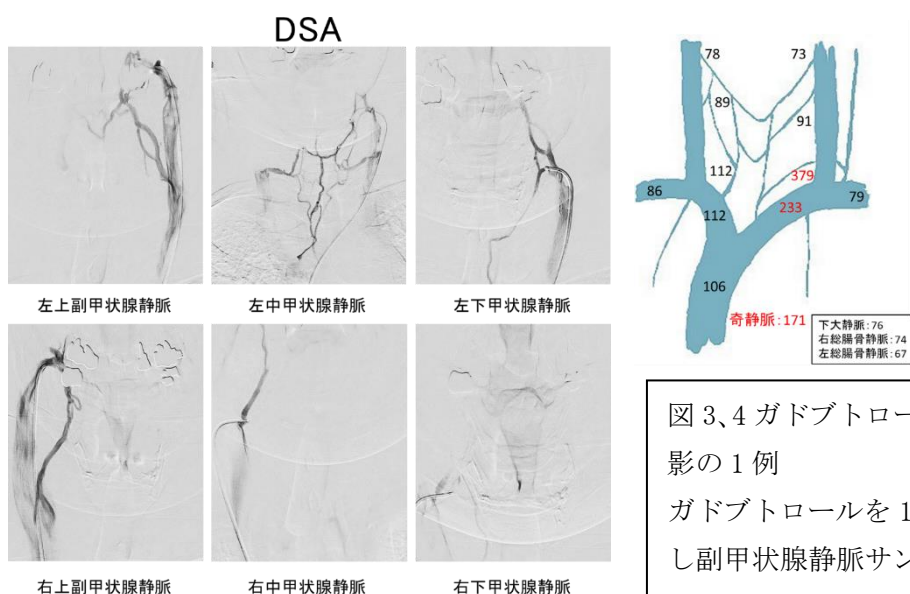 DSA
左上副甲状腺静脈
左中甲状腺静脈
左下甲状腺静脈
右上副甲状腺静脈
右中甲状腺静脈
右下甲状腺静脈
78
73
89
91
112
379
86
233
79
112
106
奇静脈:171
下大静脈:76
右総腸骨静脈:74
左総腸骨静脈:67
図 3､4 ガドブトロー
影の 1 例
ガドブトロールを 1
し副甲状腺静脈サン